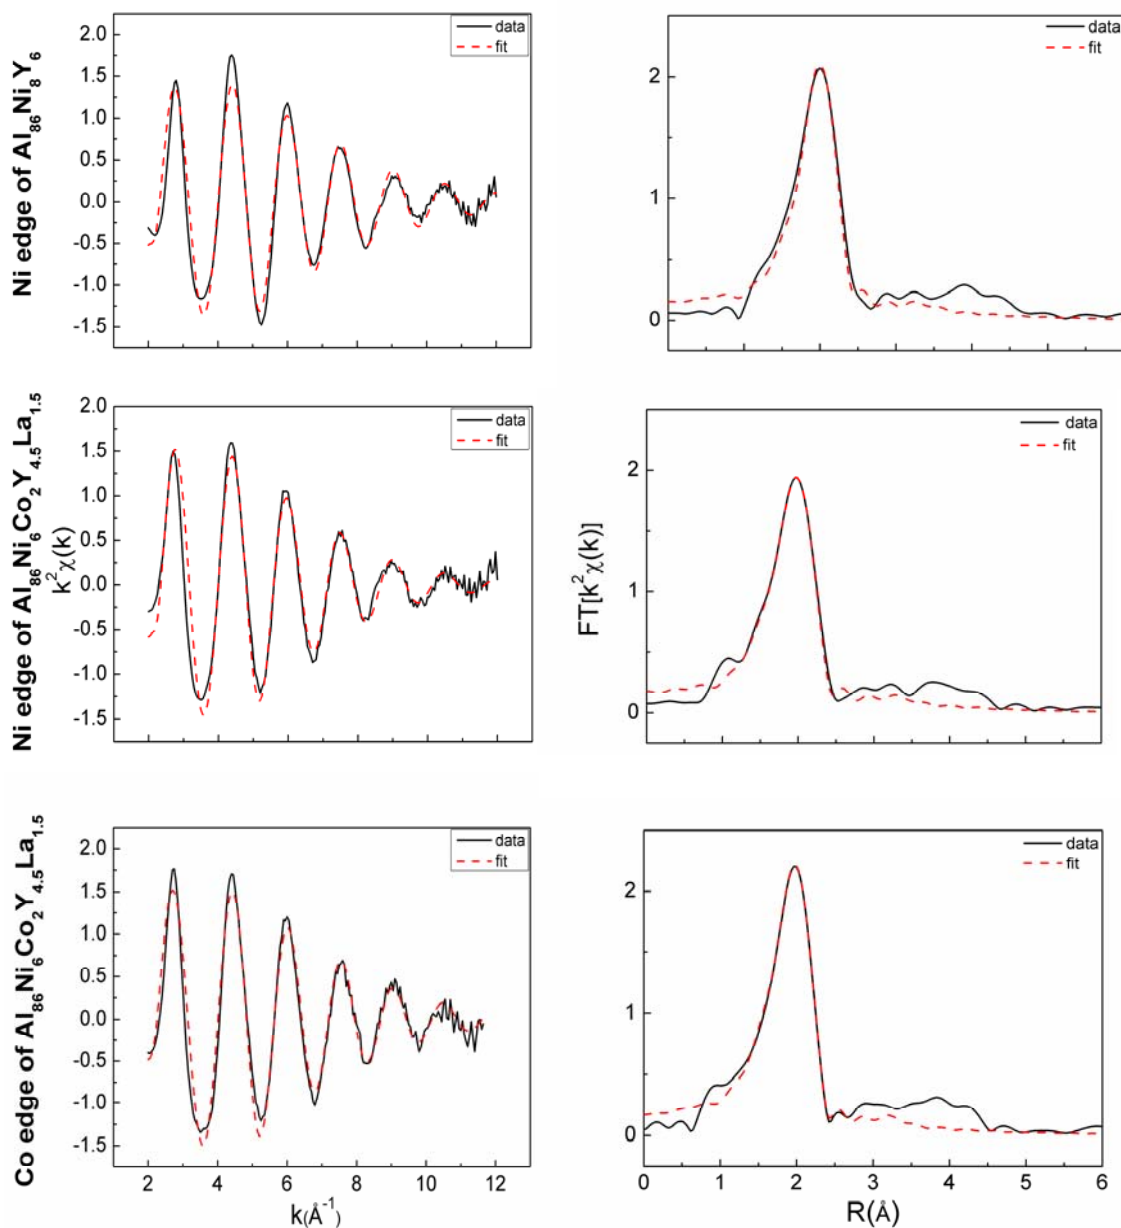 Ni edge of Al86Ni8Y6
2.0
1.5
1.0
0.5
0.0
-0.5
-1.0
-1.5
data
fit
2
1
0
data
fit
Ni edge of Al86Ni6Co2Y4.5La1.5
k2χ(k)
2.0
1.5
1.0
0.5
0.0
-0.5
-1.0
-1.5
data
fit
FT[k2χ(k)]
2
1
0
data
fit
Co edge of Al86Ni6Co2Y4.5La1.5
2.0
1.5
1.0
0.5
0.0
-0.5
-1.0
-1.5
data
fit
2 4 6 8 10 12
k(Å-1)
2
1
0
data
fit
0 1 2 3 4 5 6
R(Å)